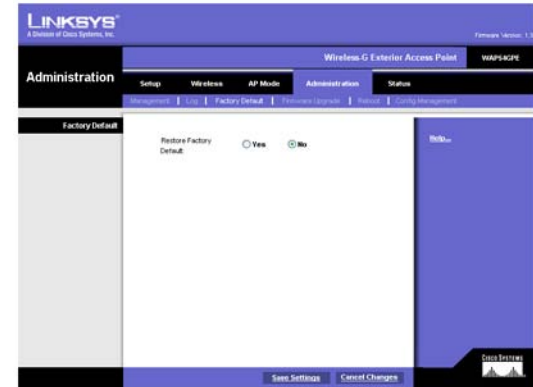 LINKSYS®
A Division of Cisco Systems, Inc.
Firmware Version: 1.
Wireless-G Exterior Access Point WAP54GPE
Administration
Setup Wireless AP Mode Administration Status
Management | Log | Factory Default | Firmware Upgrade | Reboot | Config Management
Factory Default
Restore Factory Default: Yes No
Help...
Save Settings Cancel Changes
CISCO SYSTEMS